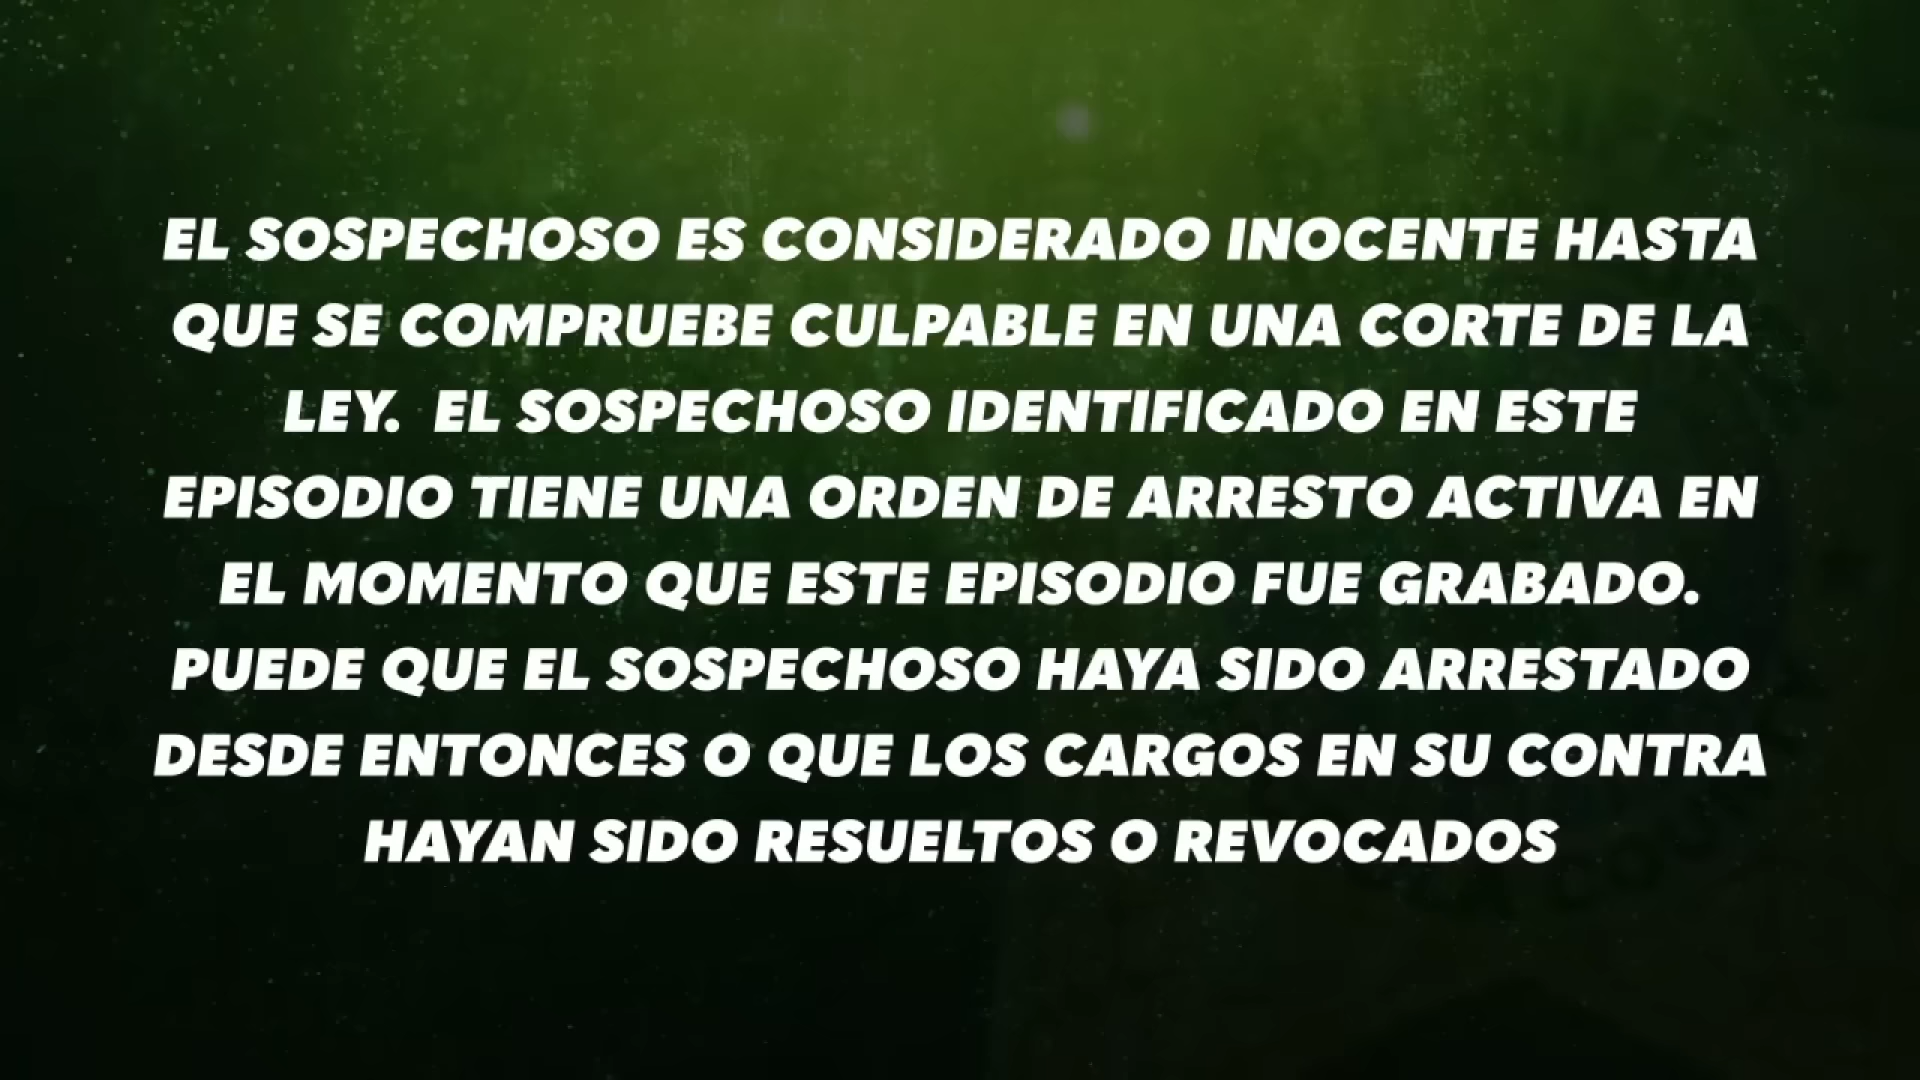 EL SOSPECHOSO ES CONSIDERADO INOCENTE HASTA
QUE SE COMPRUEBE CULPABLE EN UNA CORTE DE LA
LEY.  EL SOSPECHOSO IDENTIFICADO EN ESTE
EPISODIO TIENE UNA ORDEN DE ARRESTO ACTIVA EN
EL MOMENTO QUE ESTE EPISODIO FUE GRABADO.
PUEDE QUE EL SOSPECHOSO HAYA SIDO ARRESTADO
DESDE ENTONCES O QUE LOS CARGOS EN SU CONTRA
HAYAN SIDO RESUELTOS O REVOCADOS